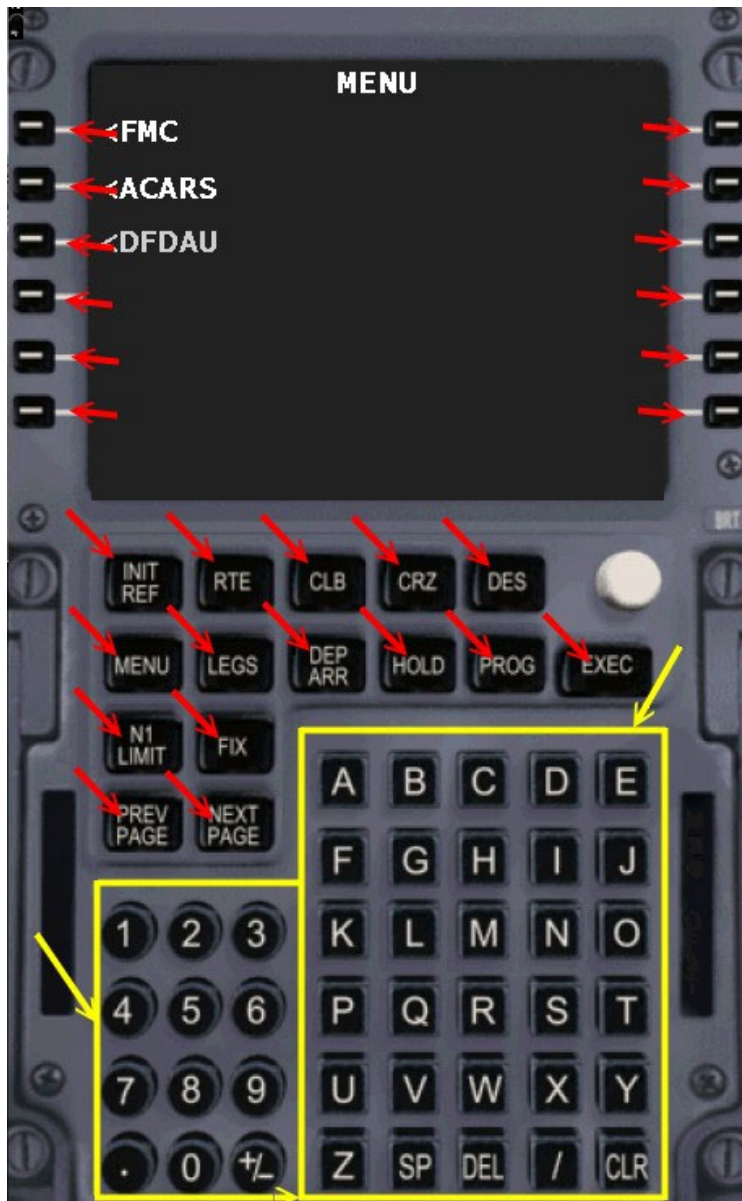 MENU
<FMC
<ACARS
<DFDAU
BRT
INIT REF
RTE
CLB
CRZ
DES
MENU
LEGS
DEP ARR
HOLD
PROG
EXEC
N1 LIMIT
FIX
PREV PAGE
NEXT PAGE
A B C D E
F G H I J
1 2 3
K L M N O
4 5 6
P Q R S T
7 8 9
U V W X Y
. 0 +/-
Z SP DEL / CLR